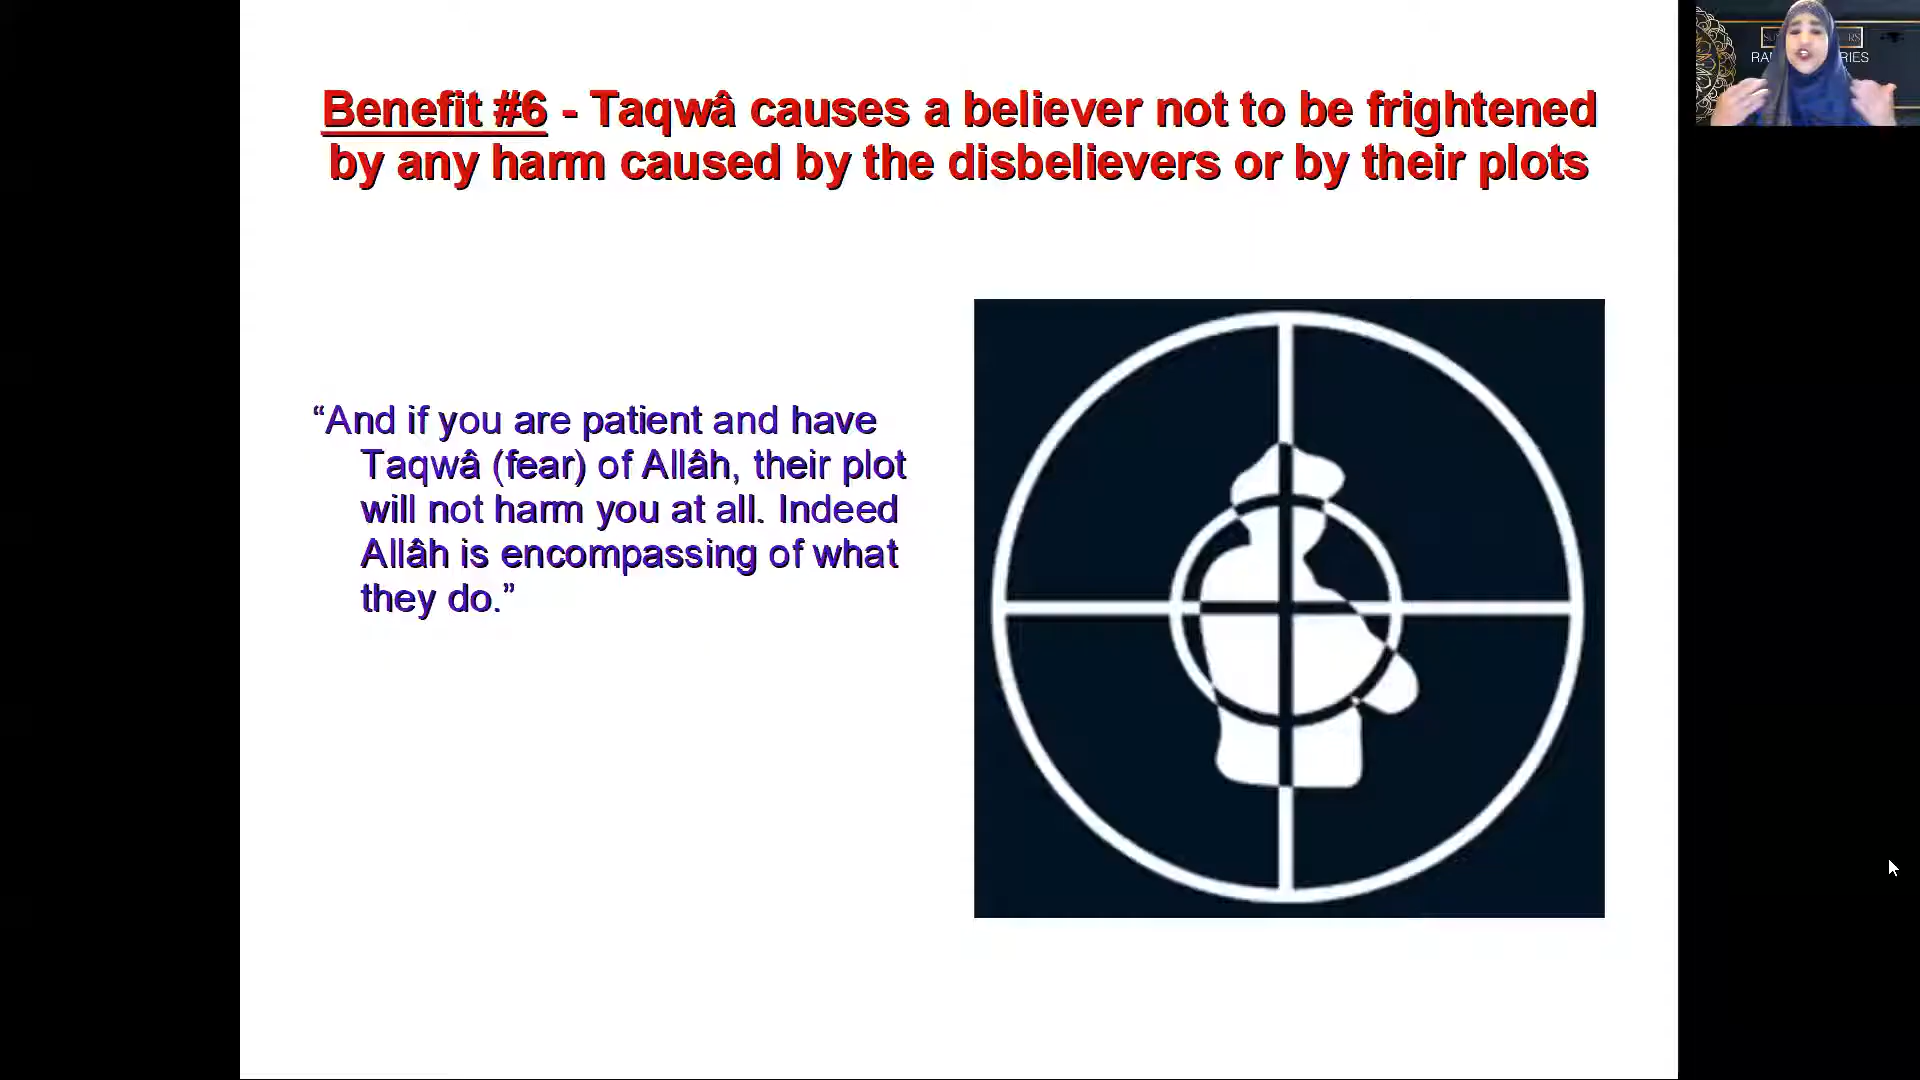 Benefit #6 - Taqwâ causes a believer not to be frightened
by any harm caused by the disbelievers or by their plots
“And if you are patient and have
Taqwâ (fear) of Allâh, their plot
will not harm you at all. Indeed
Allâh is encompassing of what
they do.”